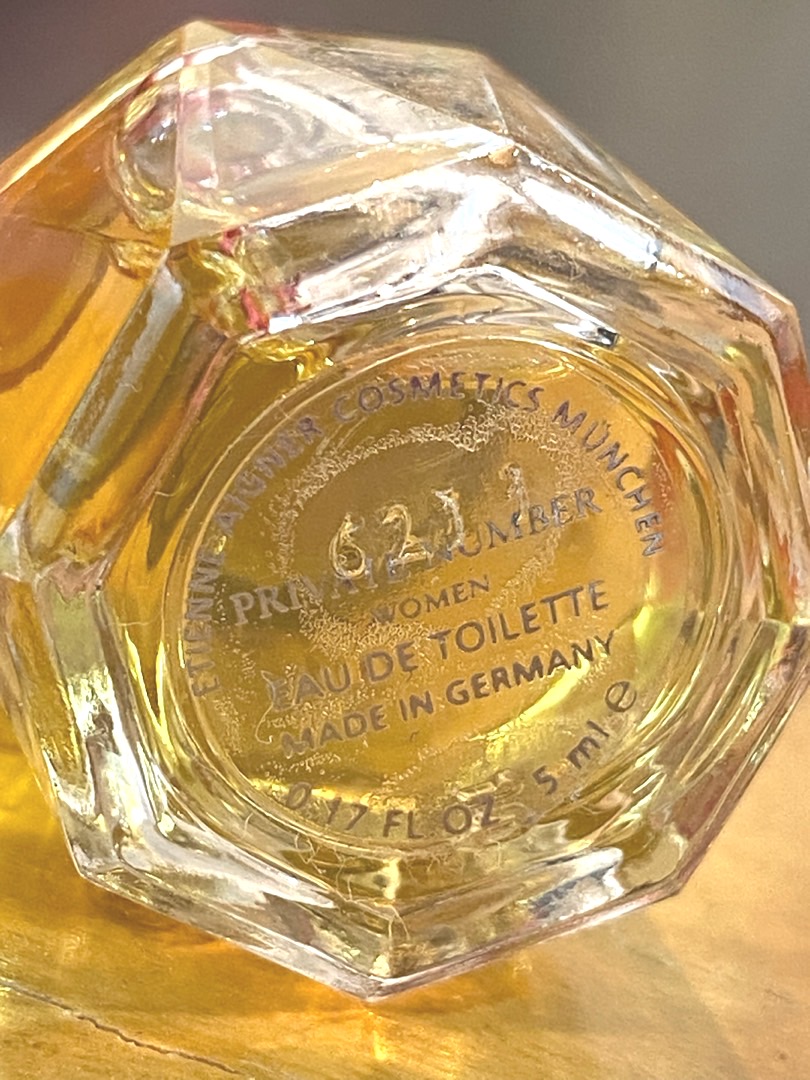 ETIENNE AIGNER COSMETICS MÜNCHEN
PRIVATE NUMBER
WOMEN
EAU DE TOILETTE
MADE IN GERMANY
0.17 FL OZ 5 ml ℮